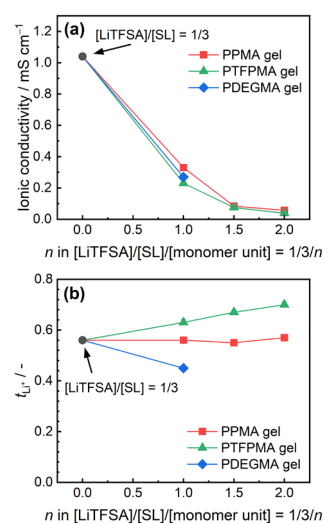 (a)
[LiTFSA]/[SL] = 1/3
PPMA gel
PTFPMA gel
PDEGMA gel
Ionic conductivity / mS cm⁻¹
1.2
1.0
0.8
0.6
0.4
0.2
0.0
0.0 0.5 1.0 1.5 2.0
n in [LiTFSA]/[SL]/[monomer unit] = 1/3/n
(b)
[LiTFSA]/[SL] = 1/3
PPMA gel
PTFPMA gel
PDEGMA gel
t_Li⁺ / -
0.8
0.6
0.4
0.2
0.0
0.0 0.5 1.0 1.5 2.0
n in [LiTFSA]/[SL]/[monomer unit] = 1/3/n